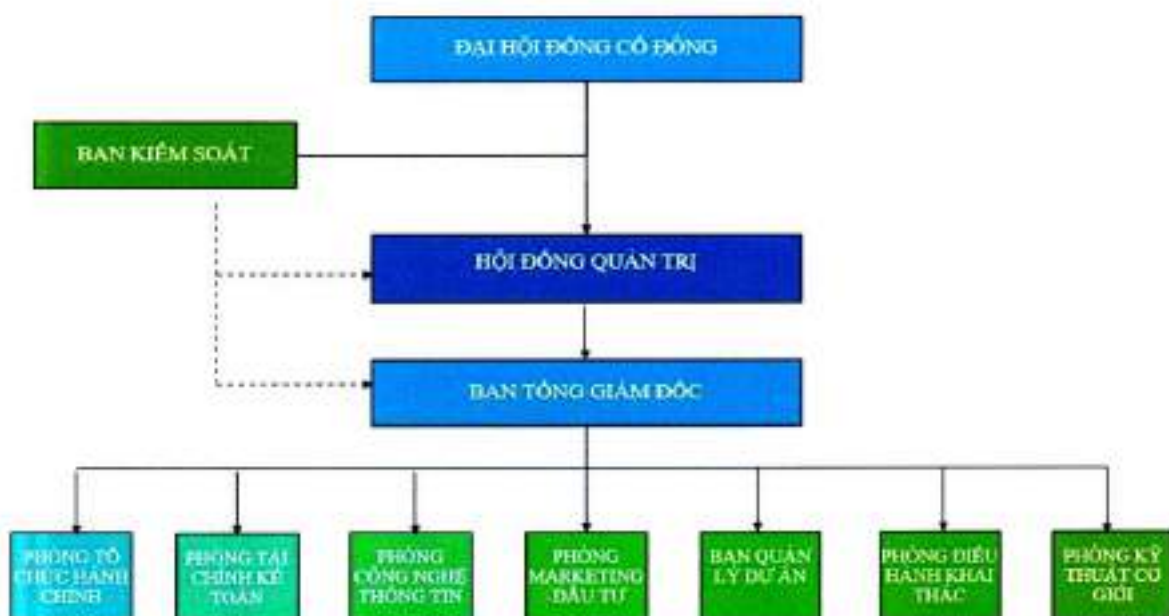 ĐẠI HỘI ĐỒNG CỔ ĐÔNG
BAN KIỂM SOÁT
HỘI ĐỒNG QUẢN TRỊ
BAN TỔNG GIÁM ĐỐC
PHÒNG TỔ
CHỨC HÀNH
CHÍNH
PHÒNG TÀI
CHÍNH KẾ
TOÁN
PHÒNG
CÔNG NGHỆ
THÔNG TIN
PHÒNG
MARKETING
ĐẦU TƯ
BAN QUẢN
LÝ DỰ ÁN
PHÒNG ĐIỀU
HÀNH KHAI
THÁC
PHÒNG KỸ
THUẬT CƠ
GIỚI